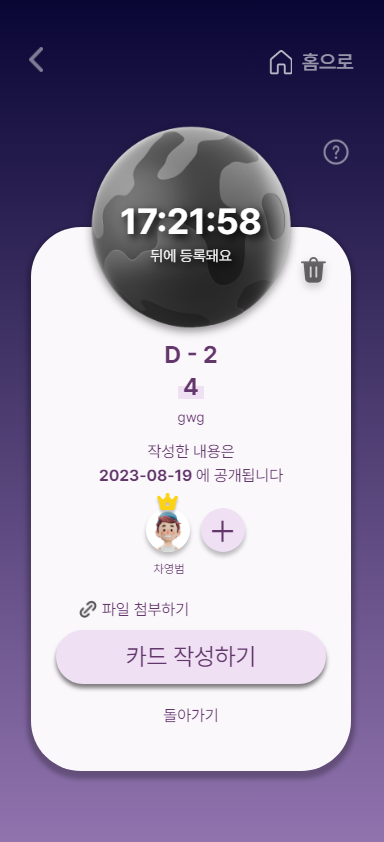 홈으로
?
17:21:58
뒤에 등록돼요
D - 2
4
gwg
작성한 내용은
2023-08-19 에 공개됩니다
차영범
파일 첨부하기
카드 작성하기
돌아가기